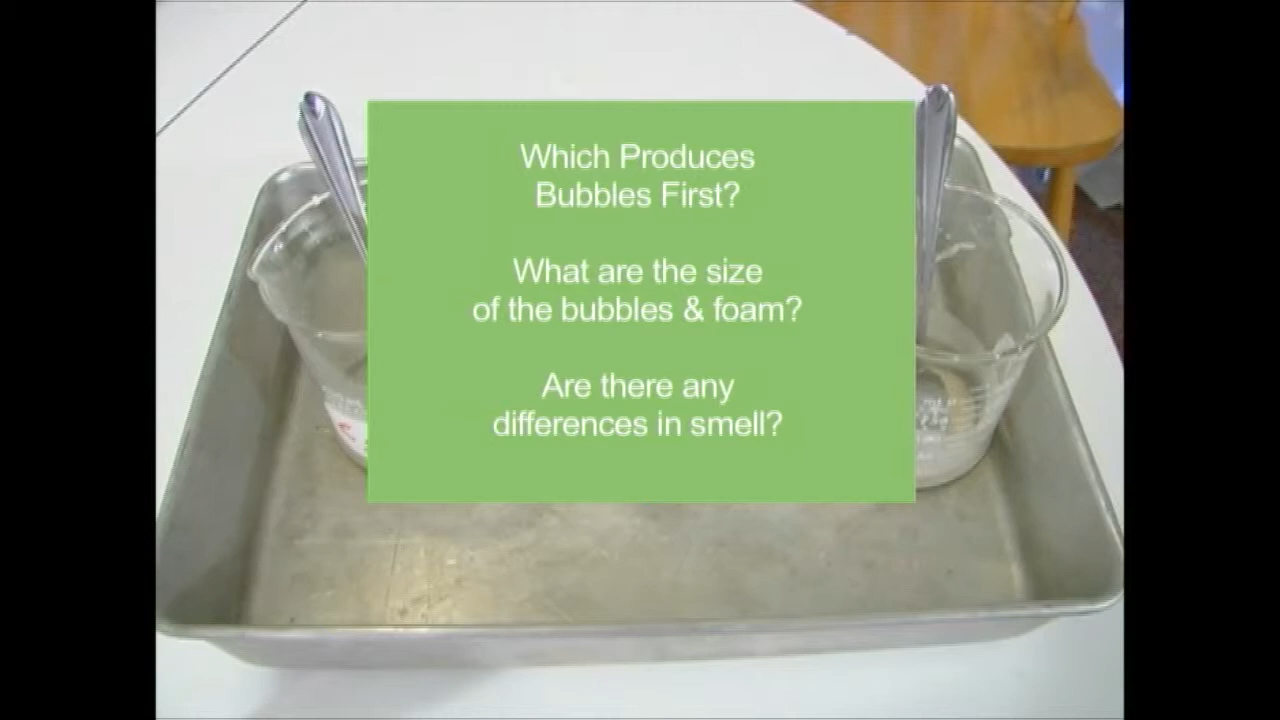 Which Produces
Bubbles First?
What are the size
of the bubbles & foam?
Are there any
differences in smell?